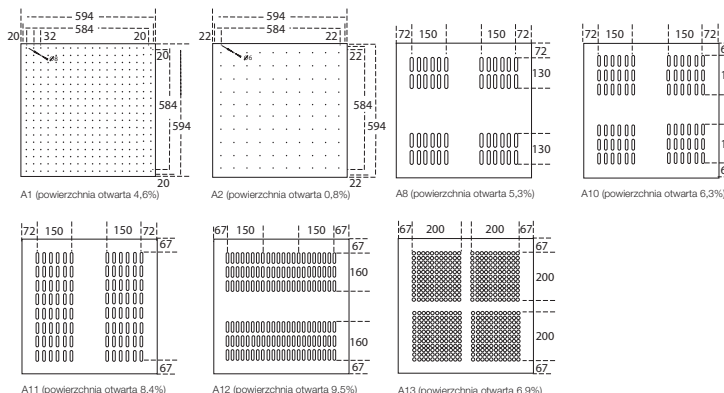 594
584
20 32 20
ø8
20
584
594
20
A1 (powierzchnia otwarta 4,6%)
594
584
22 22
ø6
22
584
594
22
A2 (powierzchnia otwarta 0,8%)
72 150 150 72
72
130
130
A8 (powierzchnia otwarta 5,3%)
72 150 150 72
A10 (powierzchnia otwarta 6,3%)
72 150 150 72
67
67
A11 (powierzchnia otwarta 8,4%)
67 150 150 67
67
160
160
67
A12 (powierzchnia otwarta 9,5%)
67 200 200 67
67
200
200
67
A13 (powierzchnia otwarta 6,9%)